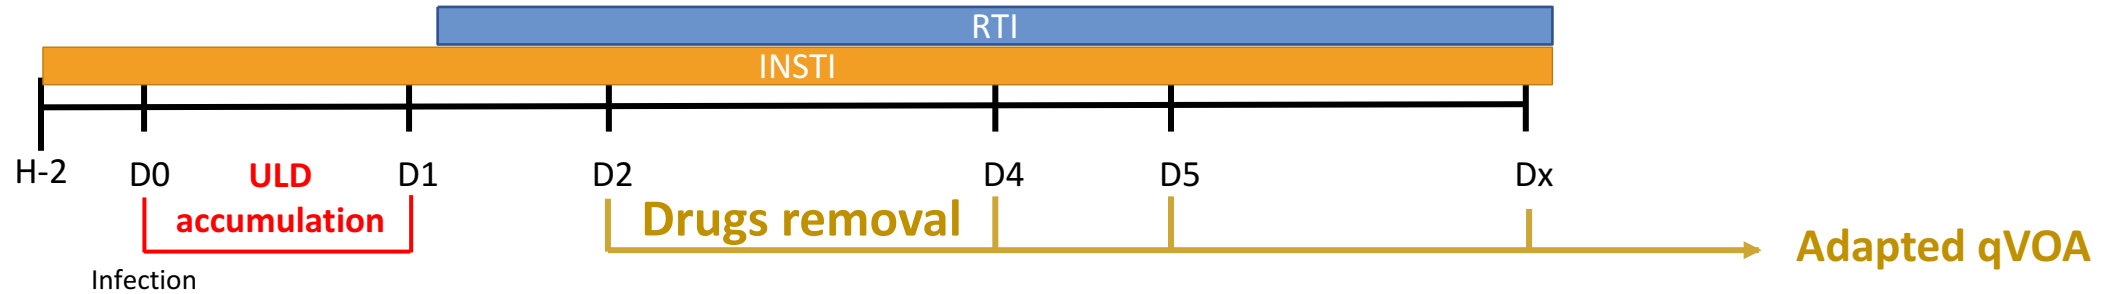 RTI
INSTI
H-2 D0 ULD D1 D2 D4 D5 Dx
accumulation Drugs removal
Adapted qVOA
Infection